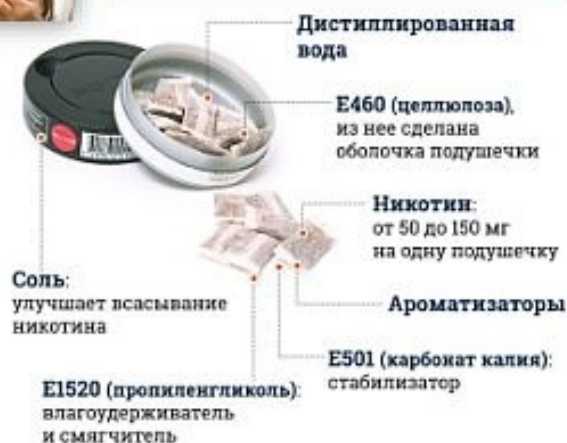 Дистиллированная
вода
E460 (целлюлоза),
из нее сделана
оболочка подушечки
Никотин:
от 50 до 150 мг
на одну подушечку
Соль:
улучшает всасывание
никотина
Ароматизаторы
E501 (карбонат калия):
стабилизатор
E1520 (пропиленгликоль):
влагоудерживатель
и смягчитель